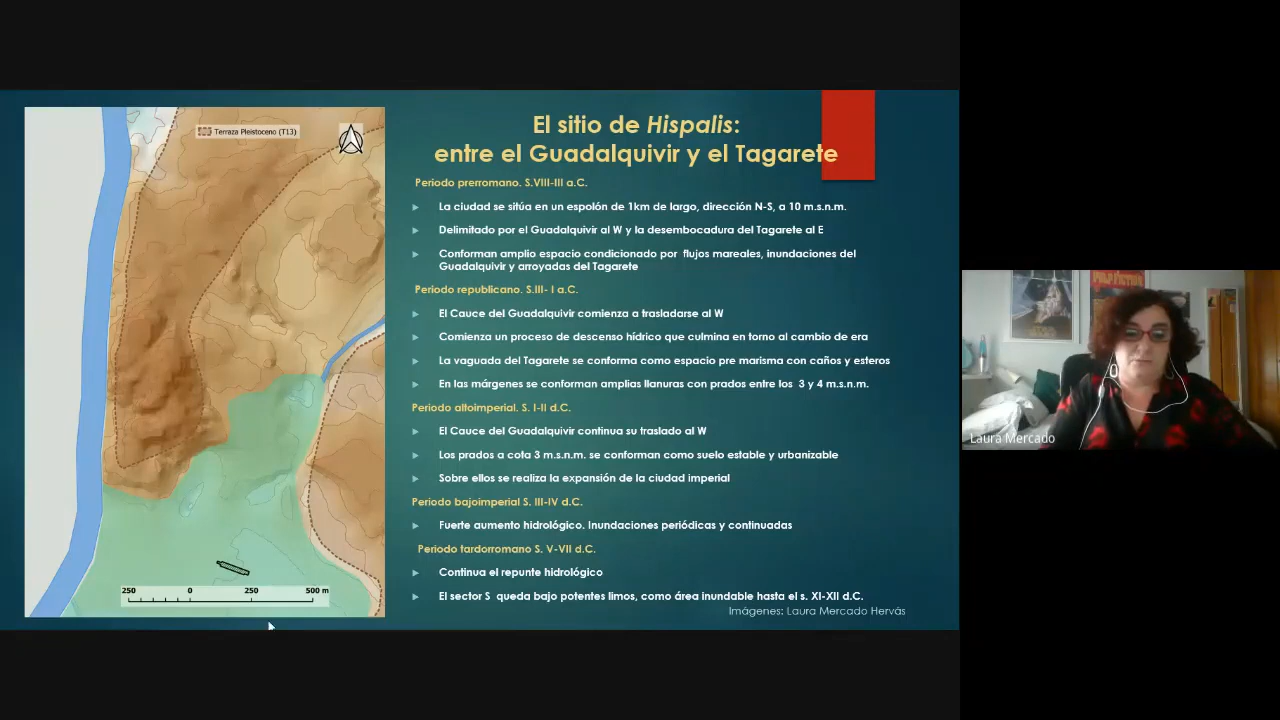 Terraza Pleistoceno (T13)
250 0 250 500 m
El sitio de Hispalis:
entre el Guadalquivir y el Tagarete
Periodo prerromano. S.VIII-III a.C.
La ciudad se sitúa en un espolón de 1km de largo, dirección N-S, a 10 m.s.n.m.
Delimitado por el Guadalquivir al W y la desembocadura del Tagarete al E
Conforman amplio espacio condicionado por flujos mareales, inundaciones del
Guadalquivir y arroyadas del Tagarete
Periodo republicano. S.III- I a.C.
El Cauce del Guadalquivir comienza a trasladarse al W
Comienza un proceso de descenso hídrico que culmina en torno al cambio de era
La vaguada del Tagarete se conforma como espacio pre marisma con caños y esteros
En las márgenes se conforman amplias llanuras con prados entre los 3 y 4 m.s.n.m.
Periodo altoimperial. S. I-II d.C.
El Cauce del Guadalquivir continua su traslado al W
Los prados a cota 3 m.s.n.m. se conforman como suelo estable y urbanizable
Sobre ellos se realiza la expansión de la ciudad imperial
Periodo bajoimperial S. III-IV d.C.
Fuerte aumento hidrológico. Inundaciones periódicas y continuadas
Periodo tardorromano S. V-VII d.C.
Continua el repunte hidrológico
El sector S queda bajo potentes limos, como área inundable hasta el s. XI-XII d.C.
Imágenes: Laura Mercado Hervás
PULP FICTION
Laura Mercado